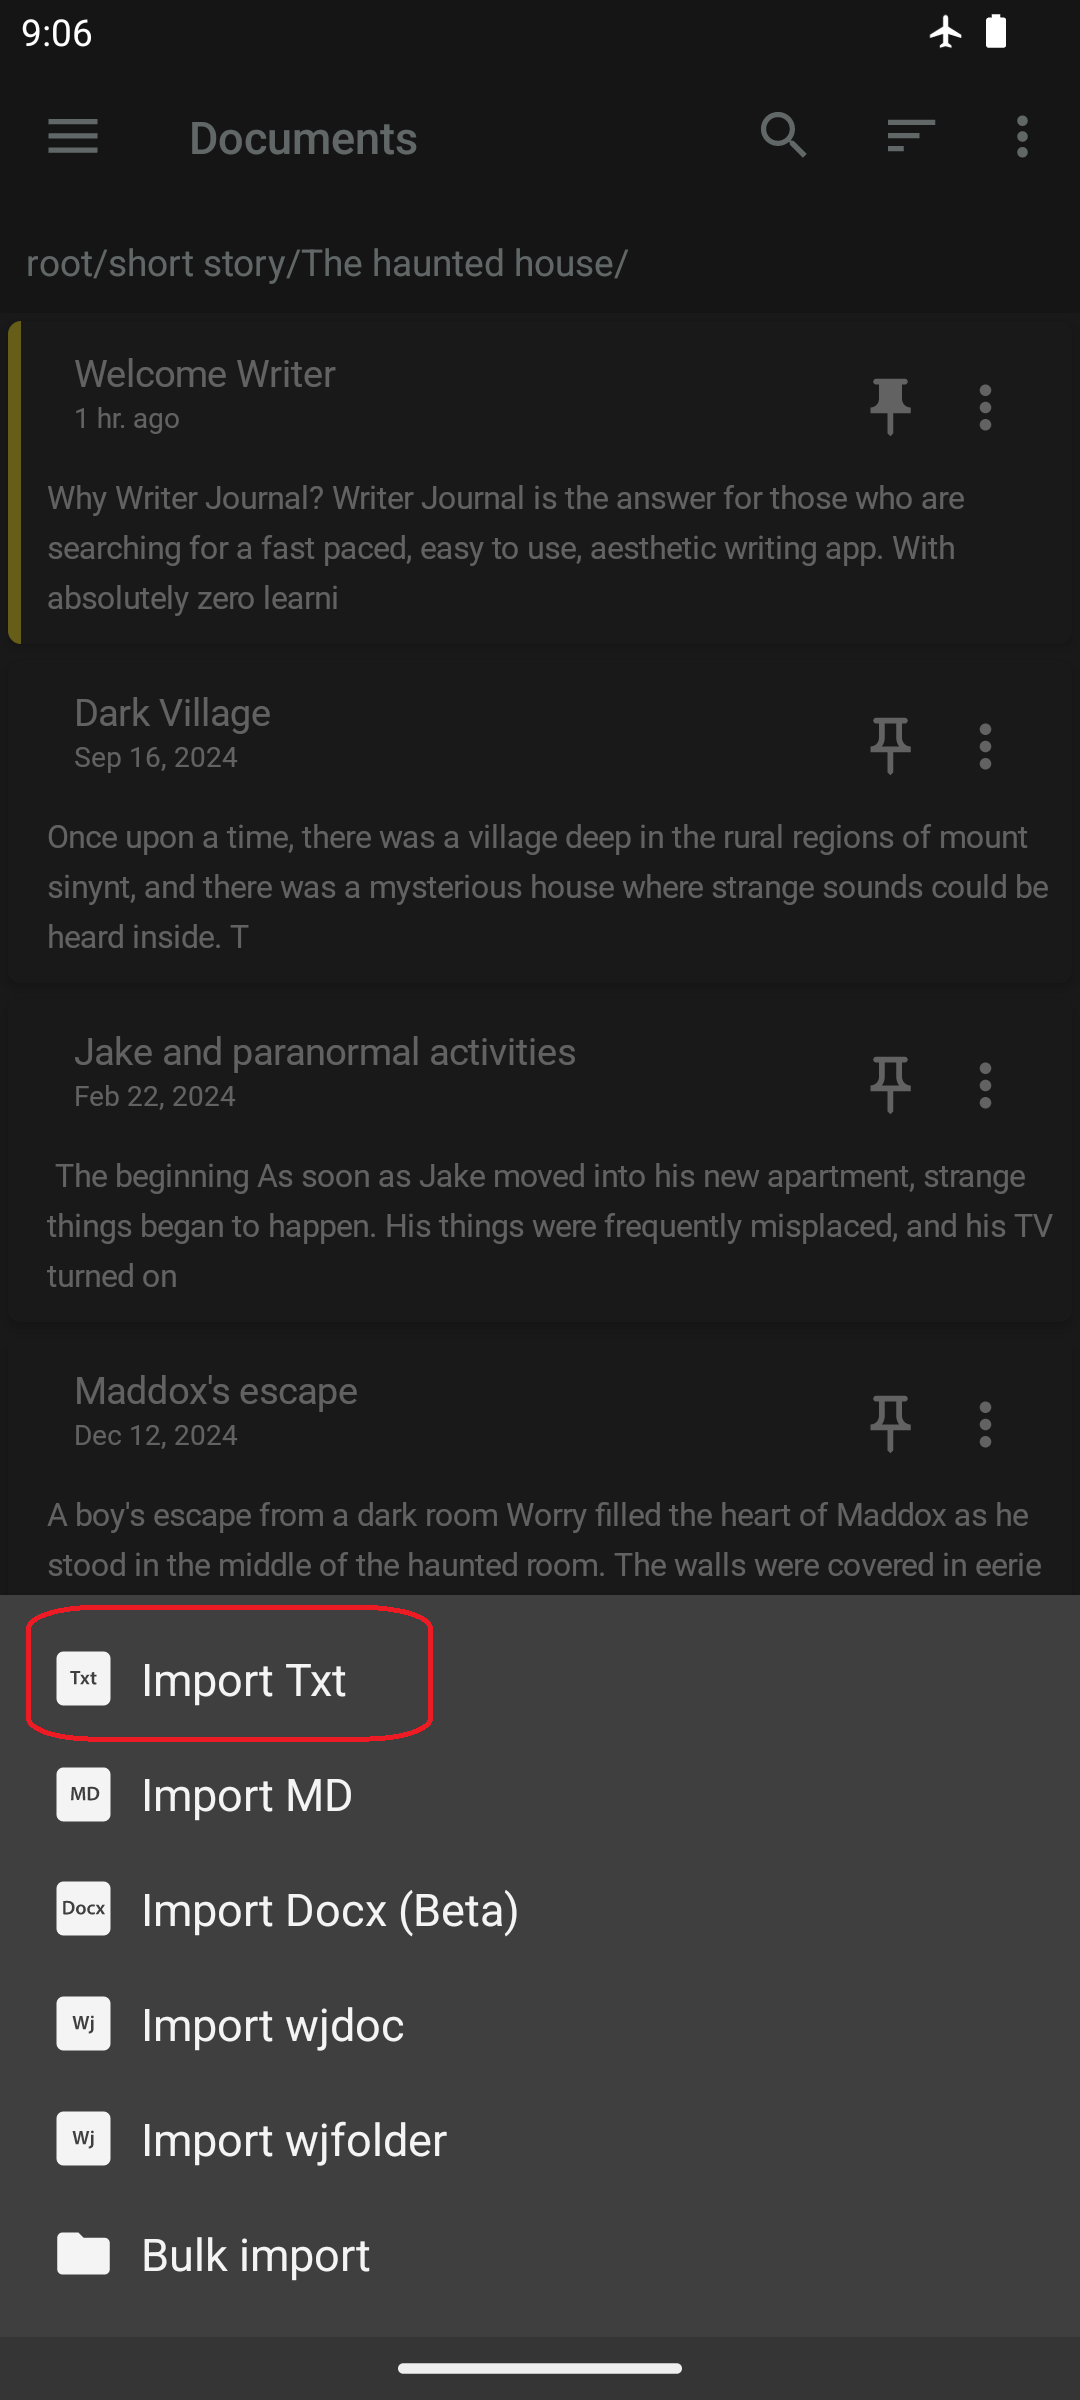 9:06
Documents
root/short story/The haunted house/
Welcome Writer
1 hr. ago
Why Writer Journal? Writer Journal is the answer for those who are
searching for a fast paced, easy to use, aesthetic writing app. With
absolutely zero learni
Dark Village
Sep 16, 2024
Once upon a time, there was a village deep in the rural regions of mount
sinynt, and there was a mysterious house where strange sounds could be
heard inside. T
Jake and paranormal activities
Feb 22, 2024
The beginning As soon as Jake moved into his new apartment, strange
things began to happen. His things were frequently misplaced, and his TV
turned on
Maddox's escape
Dec 12, 2024
A boy's escape from a dark room Worry filled the heart of Maddox as he
stood in the middle of the haunted room. The walls were covered in eerie
Txt Import Txt
MD Import MD
Docx Import Docx (Beta)
Wj Import wjdoc
Wj Import wjfolder
Bulk import